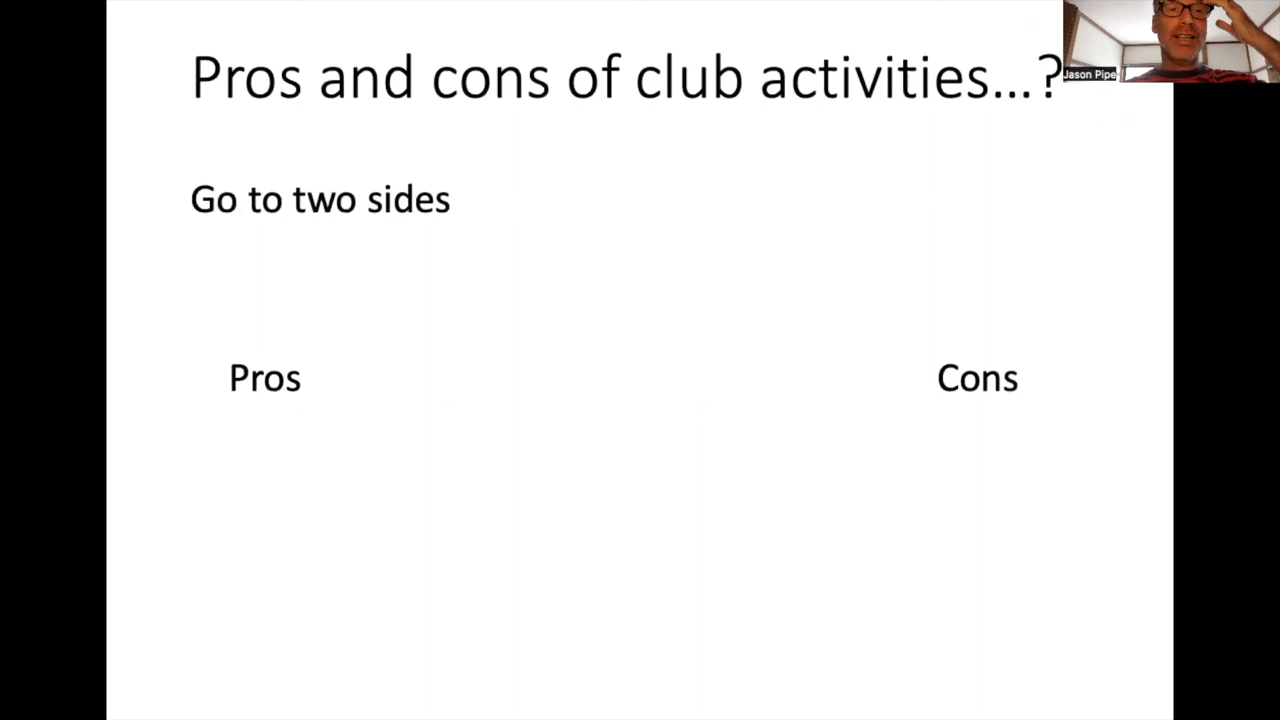 Pros and cons of club activities...?
Jason Pipe
Go to two sides
Pros
Cons